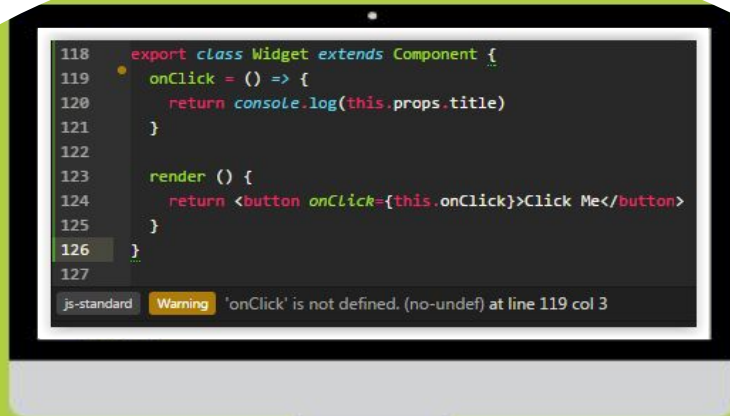 118 export class Widget extends Component {
119 onClick = () => {
120 return console.log(this.props.title)
121 }
122
123 render () {
124 return <button onClick={this.onClick}>Click Me</button>
125 }
126 }
127
js-standard Warning 'onClick' is not defined. (no-undef) at line 119 col 3